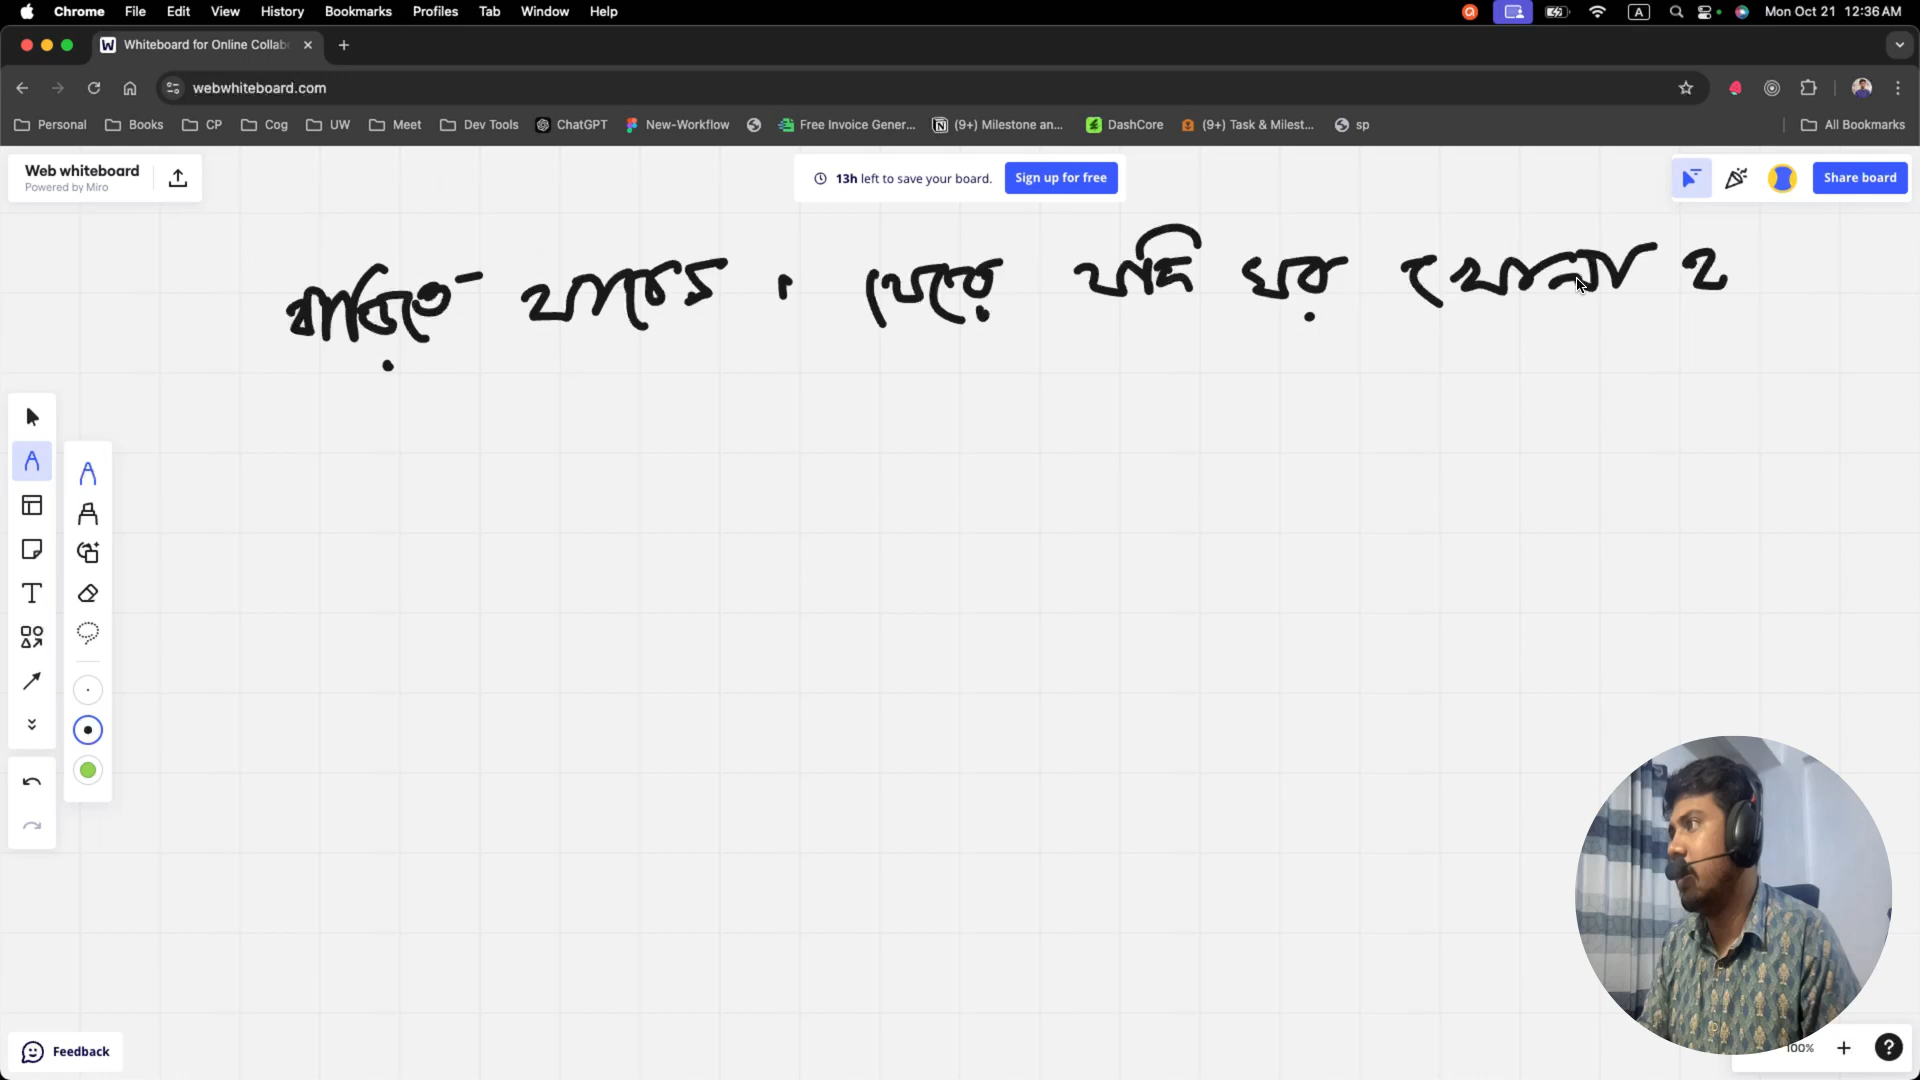 Chrome File Edit View History Bookmarks Profiles Tab Window Help A Mon Oct 21 12:36 AM
Whiteboard for Online Collab
webwhiteboard.com
Personal Books CP Cog UW Meet Dev Tools ChatGPT New-Workflow Free Invoice Gener... (9+) Milestone an... DashCore (9+) Task & Milest... sp All Bookmarks
Web whiteboard
Powered by Miro
13h left to save your board. Sign up for free
Share board
বাড়িতে যদি ঘর খোলা
Feedback
100%